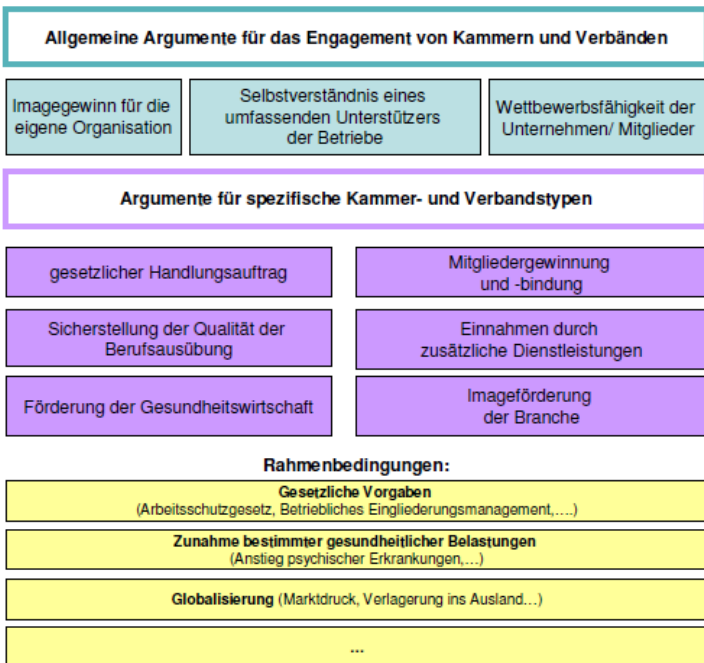 Allgemeine Argumente für das Engagement von Kammern und Verbänden
Imagegewinn für die
eigene Organisation
Selbstverständnis eines
umfassenden Unterstützers
der Betriebe
Wettbewerbsfähigkeit der
Unternehmen/ Mitglieder
Argumente für spezifische Kammer- und Verbandstypen
gesetzlicher Handlungsauftrag
Mitgliedergewinnung
und -bindung
Sicherstellung der Qualität der
Berufsausübung
Einnahmen durch
zusätzliche Dienstleistungen
Förderung der Gesundheitswirtschaft
Imageförderung
der Branche
Rahmenbedingungen:
Gesetzliche Vorgaben
(Arbeitsschutzgesetz, Betriebliches Eingliederungsmanagement,….)
Zunahme bestimmter gesundheitlicher Belastungen
(Anstieg psychischer Erkrankungen,…)
Globalisierung (Marktdruck, Verlagerung ins Ausland…)
...